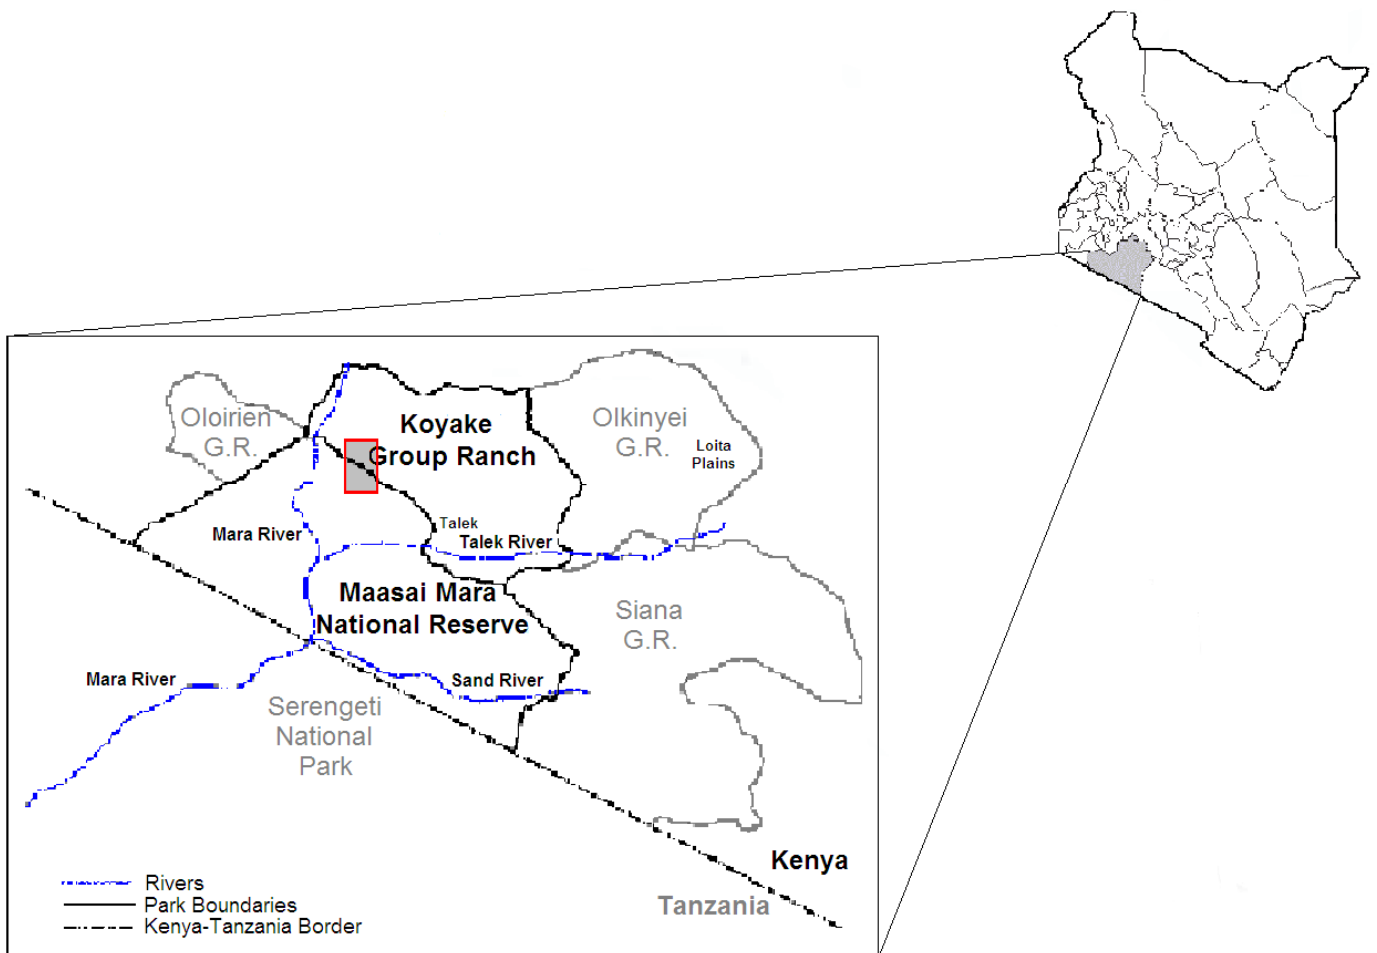 Oloirien
G.R.
Koyake
Group Ranch
Olkinyei
G.R.
Loita
Plains
Mara River
Talek
Talek River
Maasai Mara
National Reserve
Siana
G.R.
Mara River
Sand River
Serengeti
National
Park
Kenya
Tanzania
Rivers
Park Boundaries
Kenya-Tanzania Border